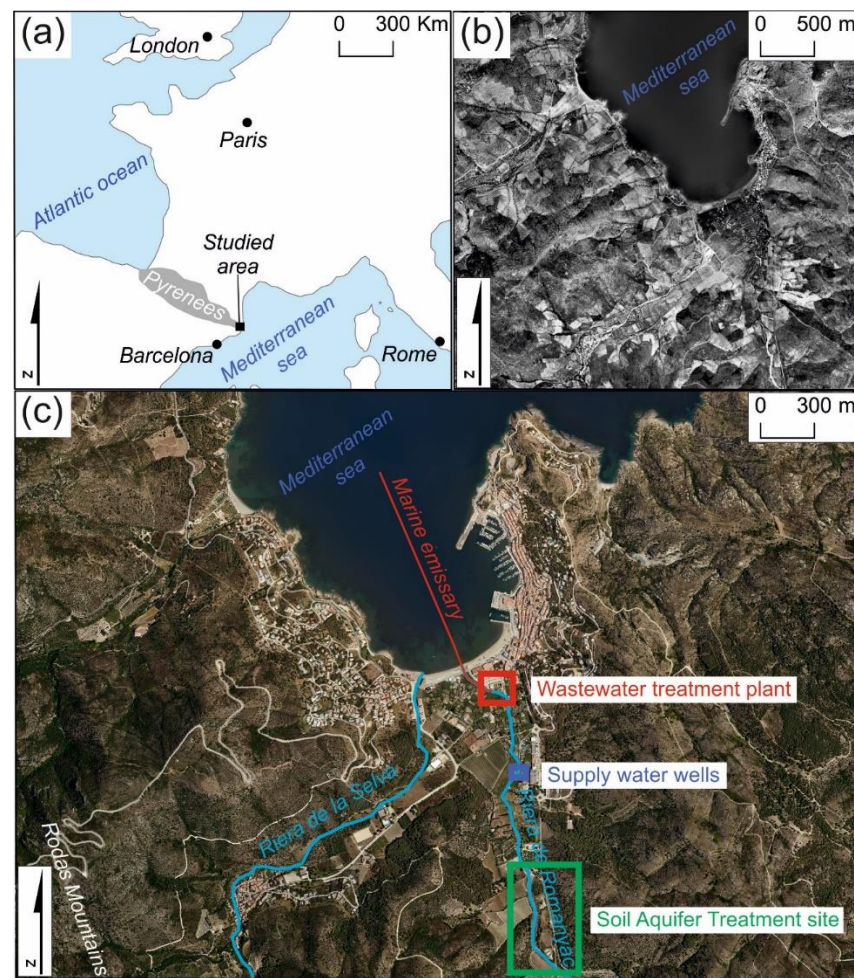 (a)
0 300 Km
London
Paris
Atlantic ocean
Studied
area
Pyrenees
Barcelona
Mediterranean
sea
Rome
N
(b)
0 500 m
Mediterranean
sea
N
(c)
0 300 m
Mediterranean
sea
Marine emissary
Wastewater treatment plant
Supply water wells
Riera de la Selva
Riera de Romanyac
Rodas Mountains
Soil Aquifer Treatment site
N